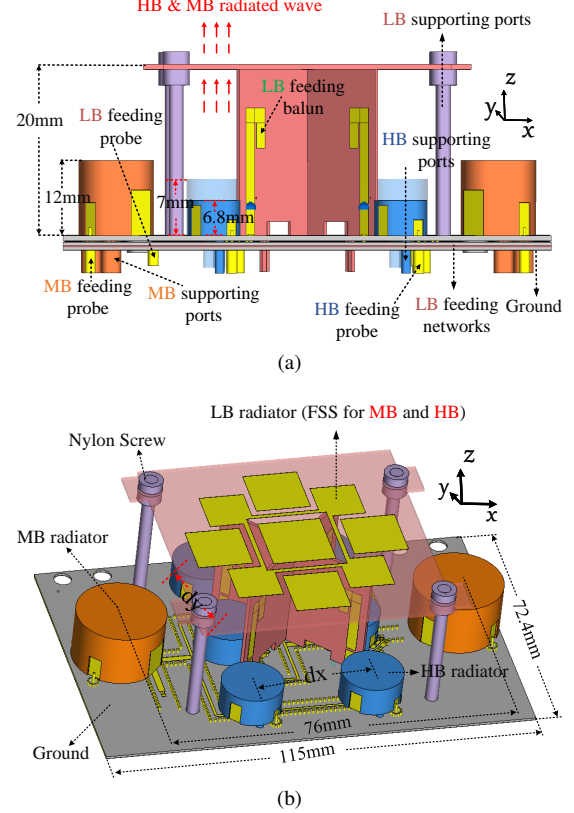 HB & MB radiated wave
LB supporting ports
LB feeding
balun
z
y
x
20mm
LB feeding
probe
HB supporting
ports
12mm
7mm
6.8mm
MB feeding
probe
MB supporting
ports
HB feeding
probe
LB feeding
networks
Ground
(a)
LB radiator (FSS for MB and HB)
Nylon Screw
z
y
x
MB radiator
dy
72.4mm
dx
HB radiator
76mm
Ground
115mm
(b)